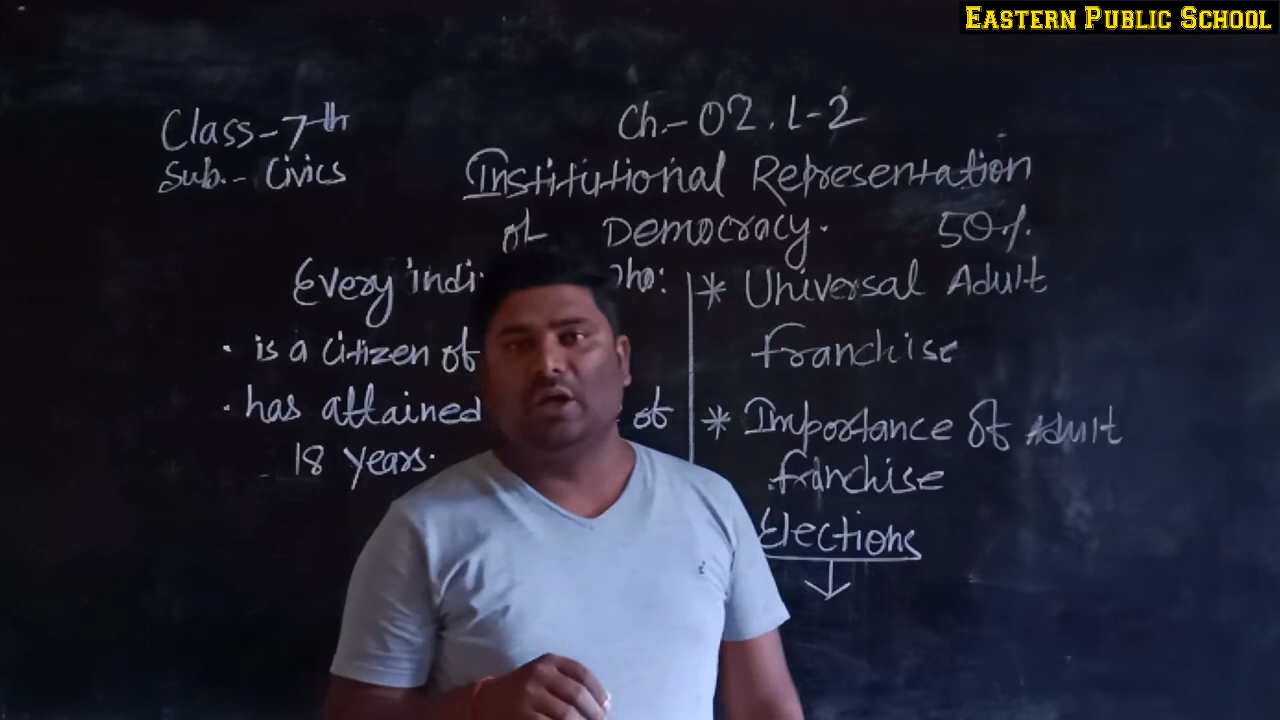 EASTERN PUBLIC SCHOOL
Class-7th
Sub.- Civics
Ch.-02. L-2
Institutional Representation
of Democracy. 50%.
Every
· is a citizen of
· has attained of
18 years.
* Universal Adult
franchise
* Importance of Adult
franchise
Elections